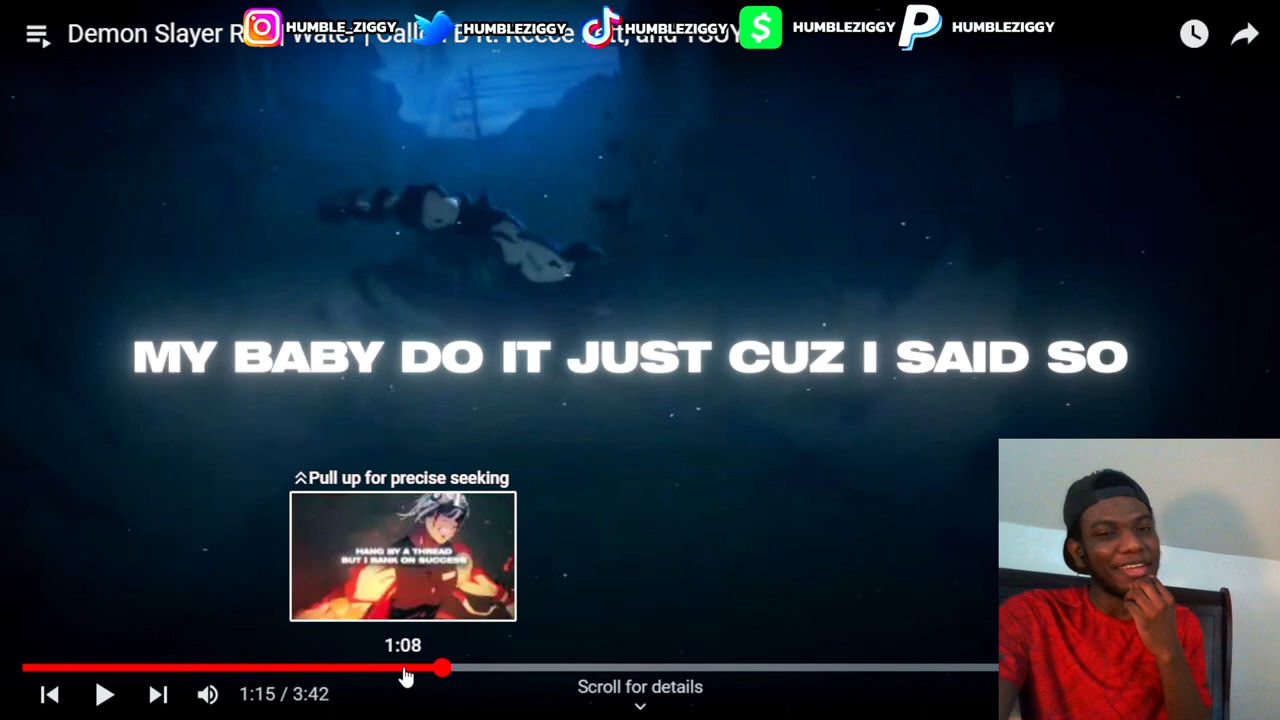 Demon Slayer R
HUMBLE_ZIGGY
HUMBLEZIGGY
HUMBLEZIGGY
HUMBLEZIGGY
HUMBLEZIGGY
MY BABY DO IT JUST CUZ I SAID SO
Pull up for precise seeking
HANG BY A THREAD
BUT I BANK ON SUCCESS
1:08
1:15 / 3:42
Scroll for details